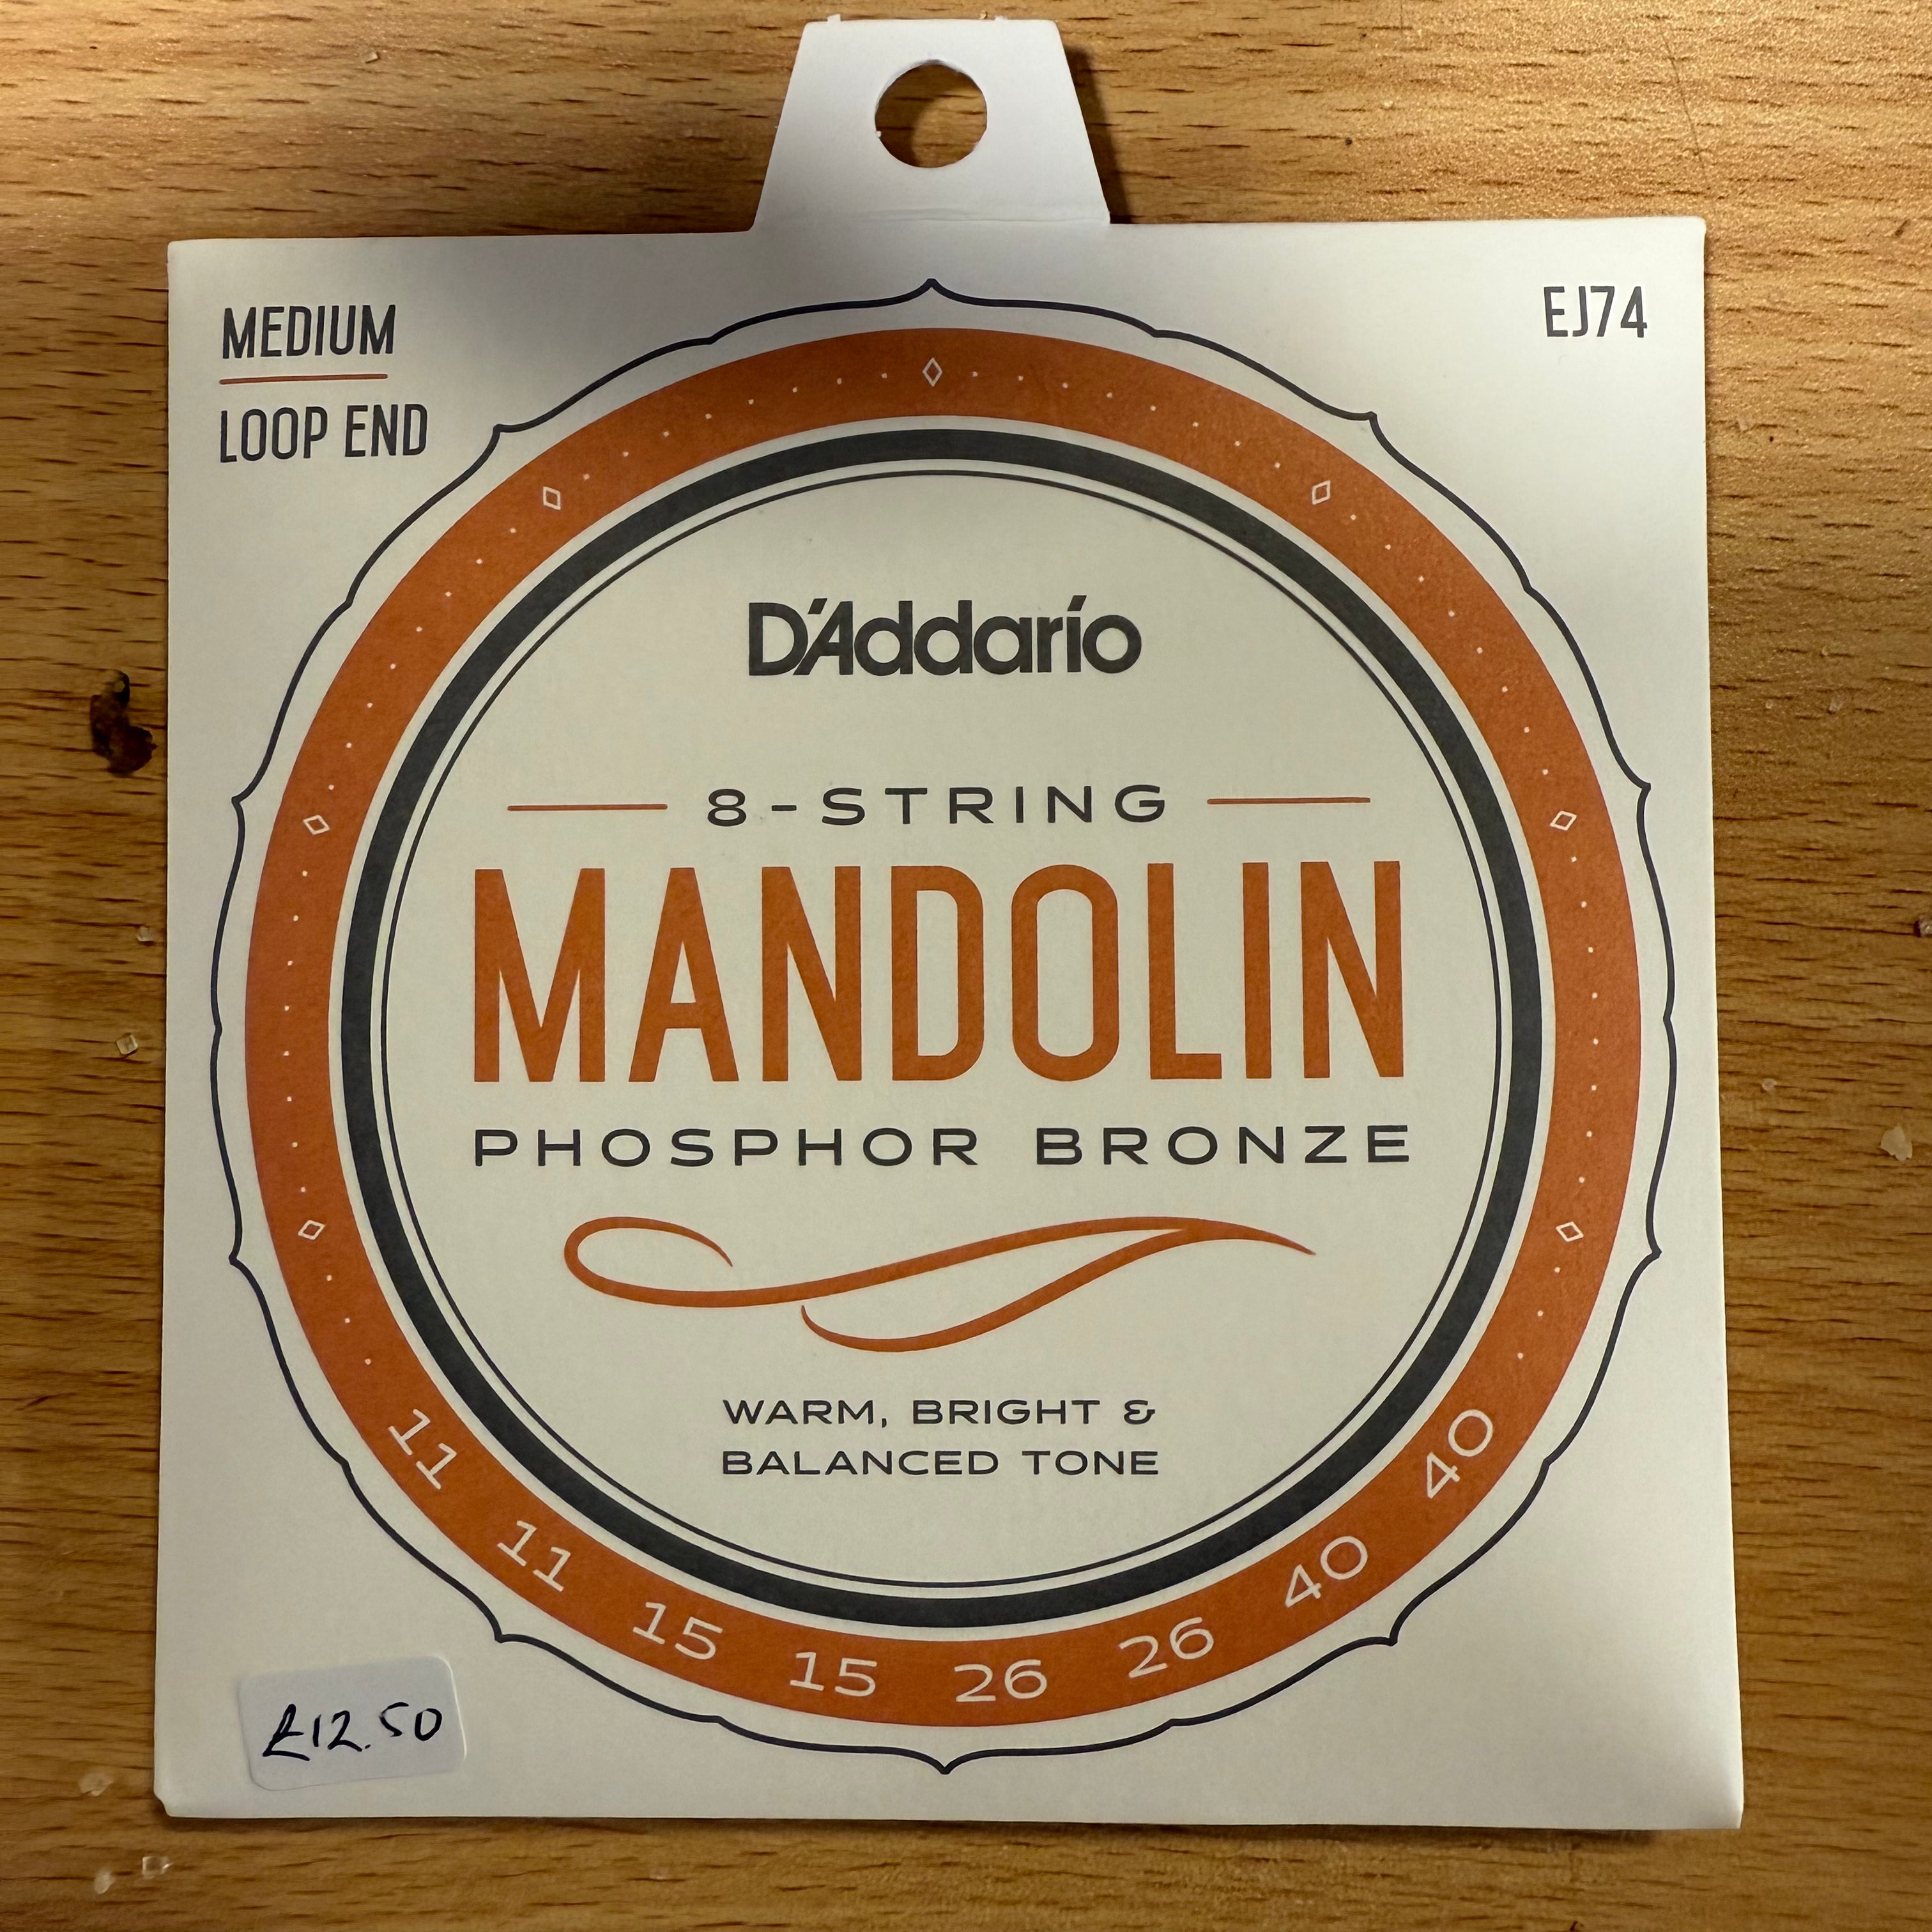 MEDIUM
LOOP END
EJ74
D'Addario
8-STRING
MANDOLIN
PHOSPHOR BRONZE
WARM, BRIGHT &
BALANCED TONE
11 11 15 15 26 26 40 40
£12.50